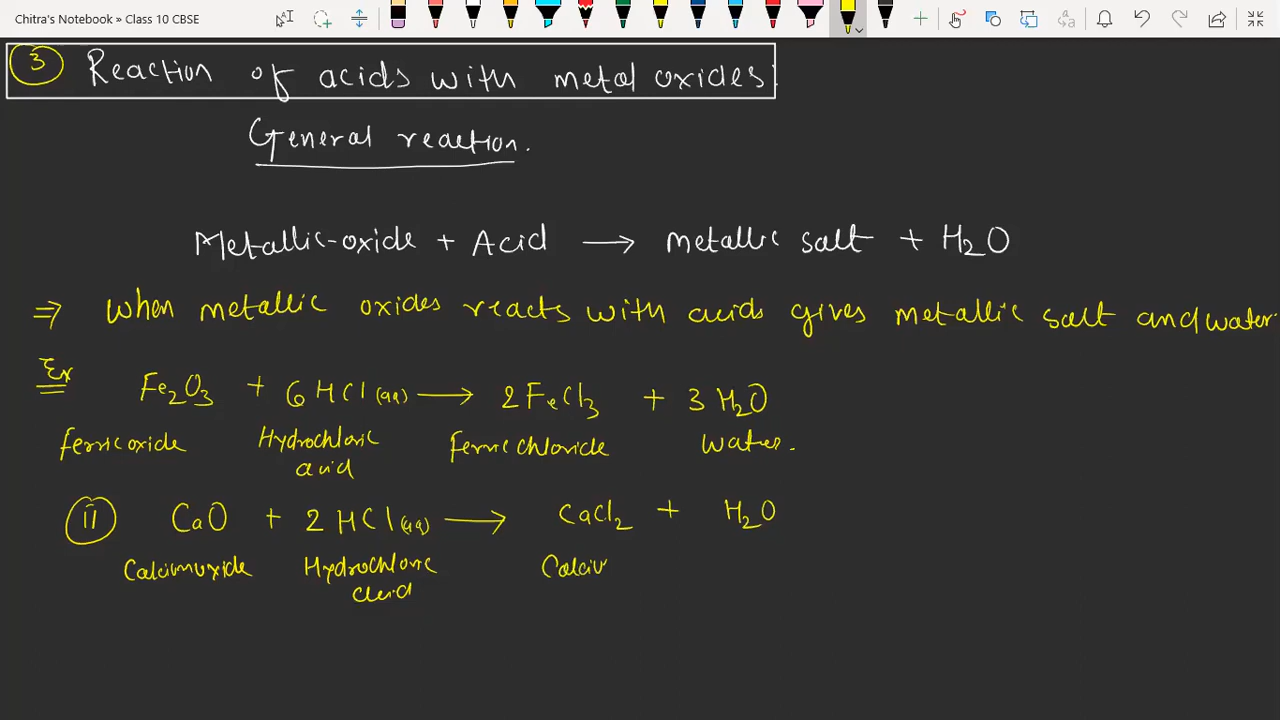 Chitra's Notebook » Class 10 CBSE
3 Reaction of acids with metal oxides:
General reaction.
Metallic-oxide + Acid → metallic salt + H₂O
⇒ When metallic oxides reacts with acids gives metallic salt and water.
Ex Fe₂O₃ + 6 HCl (aq) → 2 FeCl₃ + 3 H₂O
ferricoxide Hydrochloric acid ferric chloride Water.
ii CaO + 2 HCl (aq) → CaCl₂ + H₂O
Calciumoxide Hydrochloric acid Calciu